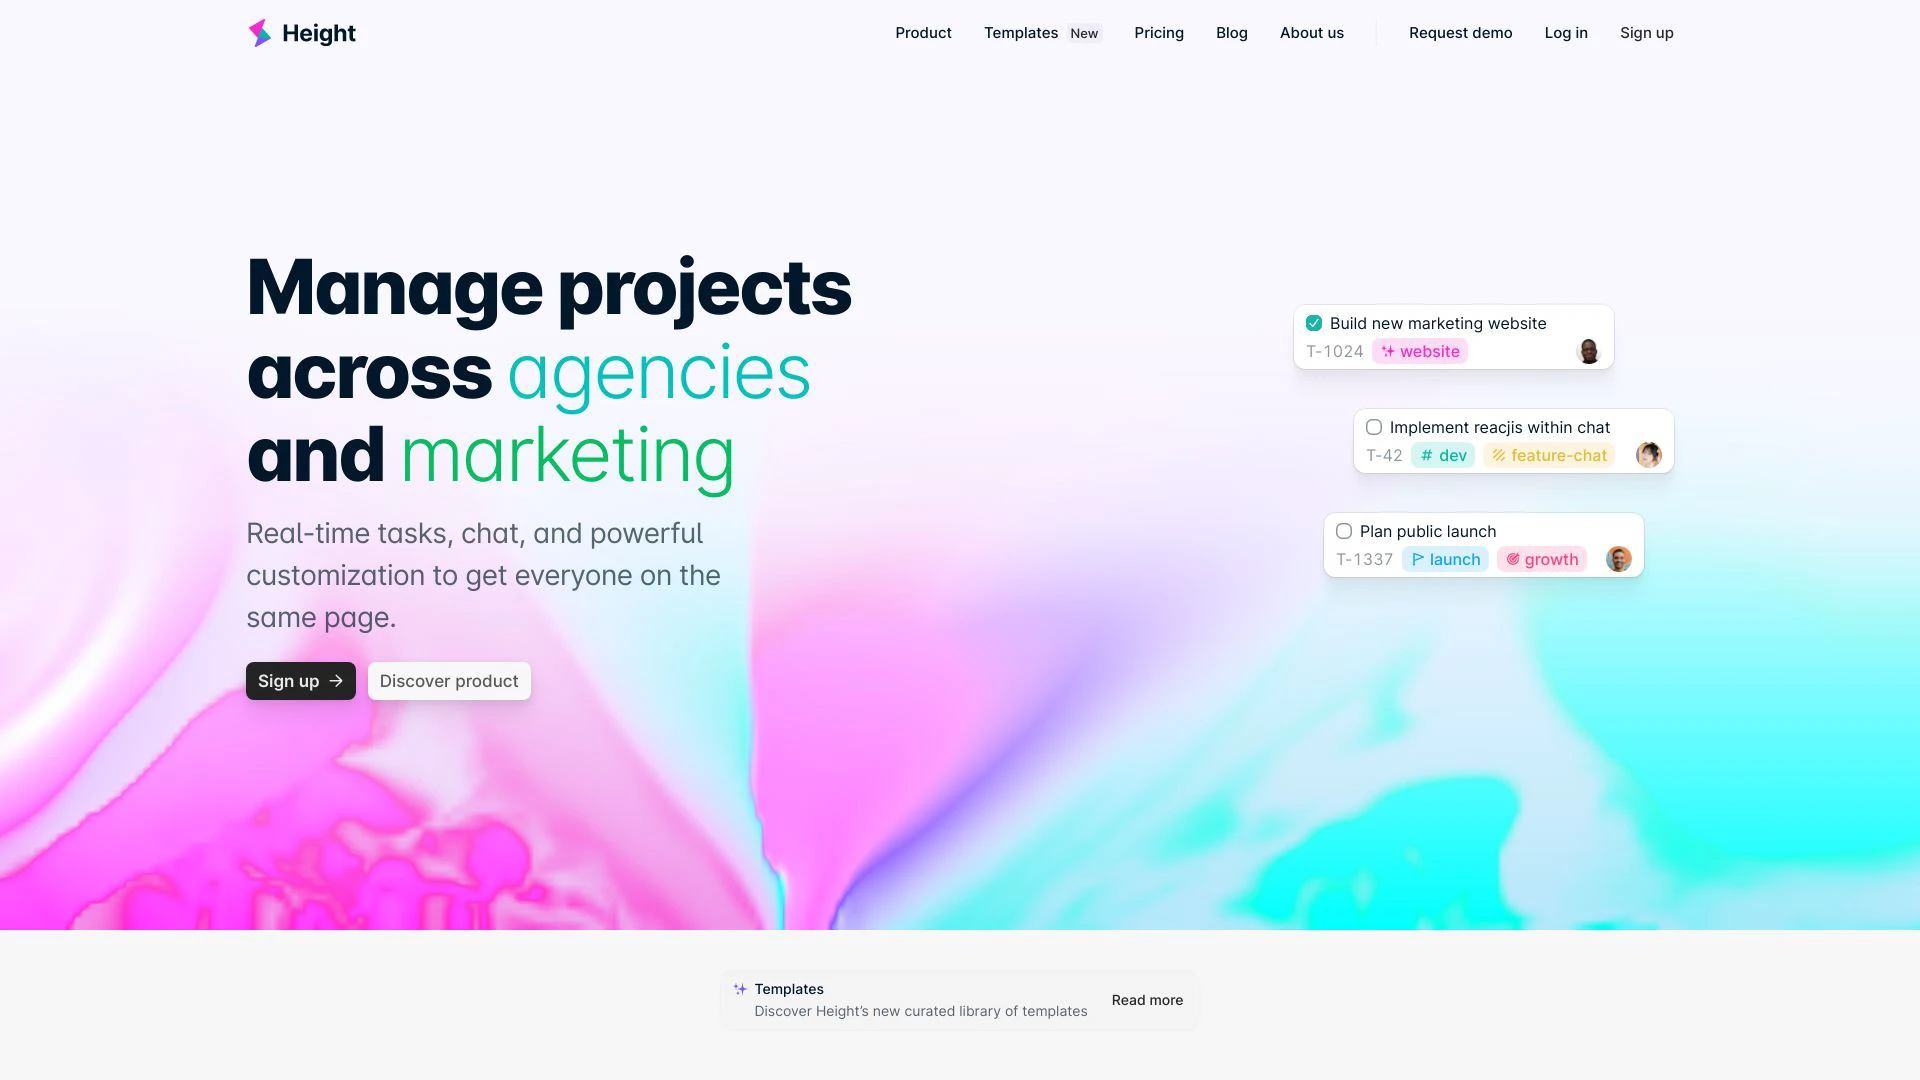 Height
Product
Templates New
Pricing
Blog
About us
Request demo
Log in
Sign up
Manage projects
across agencies
and marketing
Real-time tasks, chat, and powerful
customization to get everyone on the
same page.
Sign up →
Discover product
Build new marketing website
T-1024 website
Implement reacjis within chat
T-42 # dev feature-chat
Plan public launch
T-1337 launch growth
Templates
Discover Height’s new curated library of templates
Read more